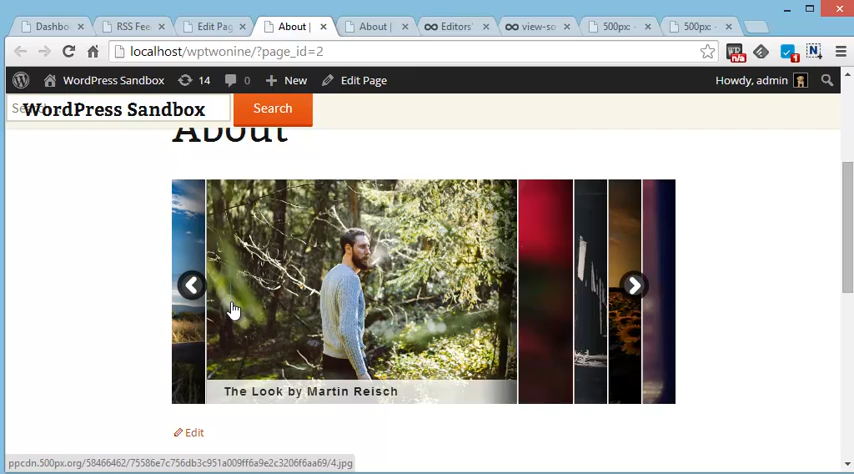 Dashbo
RSS Fee
Edit Pag
About |
About |
Editors'
view-so
500px: -
500px: -
localhost/wptwonine/?page_id=2
n/a
1
N
WordPress Sandbox
14
0
New
Edit Page
Howdy, admin
WordPress Sandbox
Search
About
The Look by Martin Reisch
Edit
ppcdn.500px.org/58466462/75586e7c756db3c951a009ff6a9e2c3206f6aa69/4.jpg